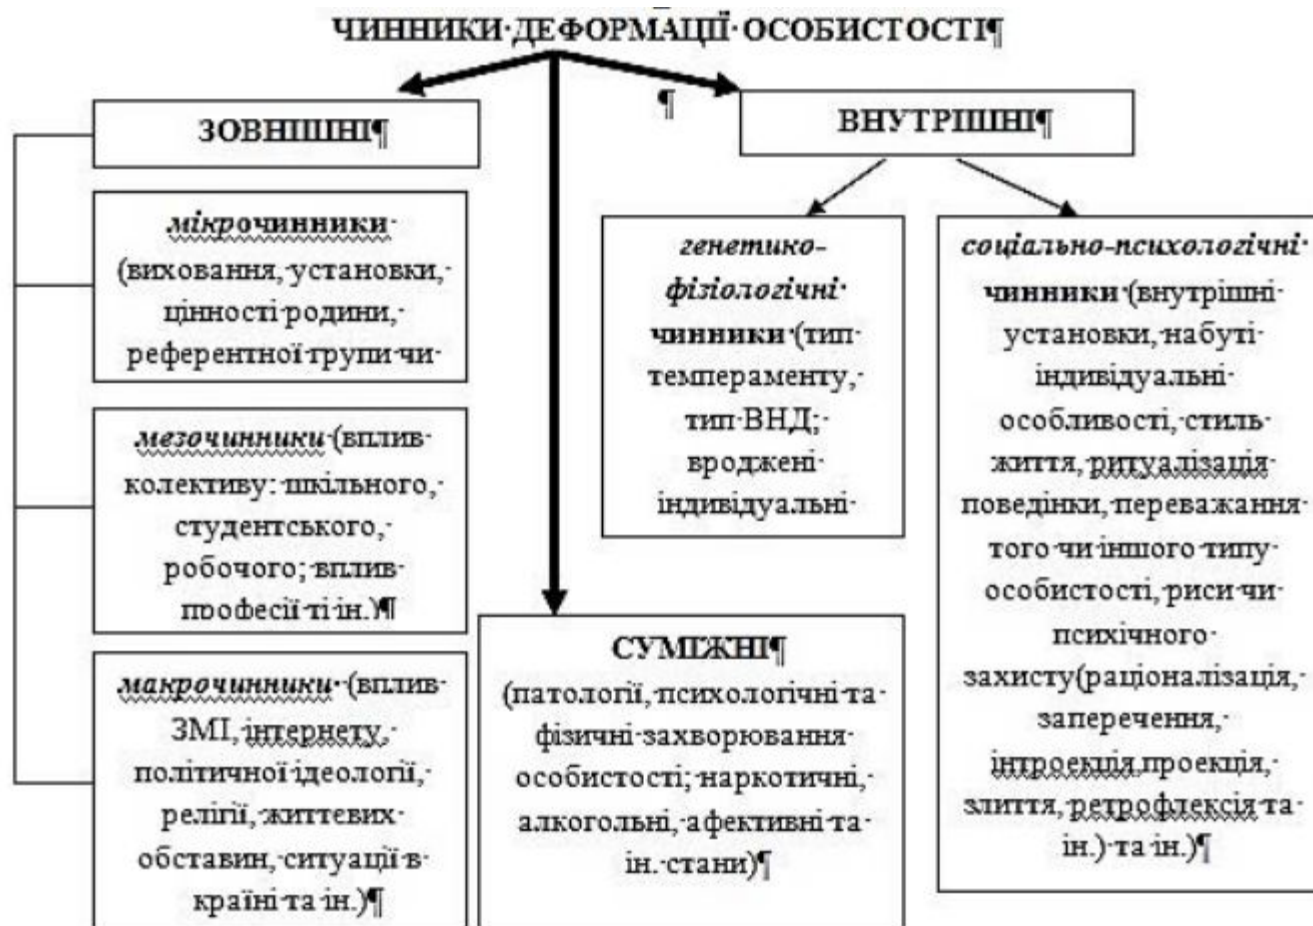 ЧИННИКИ·ДЕФОРМАЦІЇ·ОСОБИСТОСТІ¶
¶
ЗОВНІШНІ¶
мікрочинники·
(виховання,·установки,·
цінності·родини,·
референтної·групи·чи·
мезочинники·(вплив·
колективу:·шкільного,·
студентського,·
робочого;·вплив·
професії·ті·ін.)¶
макрочинники·(вплив·
ЗМІ,·інтернету,·
політичної·ідеології,·
релігії,·життєвих·
обставин,·ситуації·в·
країні·та·ін.)¶
СУМІЖНІ¶
(патології,·психологічні·та·
фізичні·захворювання·
особистості;·наркотичні,·
алкогольні,·афективні·та·
ін.·стани)¶
ВНУТРІШНІ¶
генетико-
фізіологічні·
чинники·(тип·
темпераменту,·
тип·ВНД;·
вроджені·
індивідуальні·
соціально-психологічні·
чинники·(внутрішні·
установки,·набуті·
індивідуальні·
особливості,·стиль·
життя,·ритуалізація·
поведінки,·переважання·
того·чи·іншого·типу·
особистості,·риси·чи·
психічного·
захисту(раціоналізація,·
заперечення,·
інтроекція,проекція,·
злиття,·ретрофлексія·та·
ін.)·та·ін.)¶